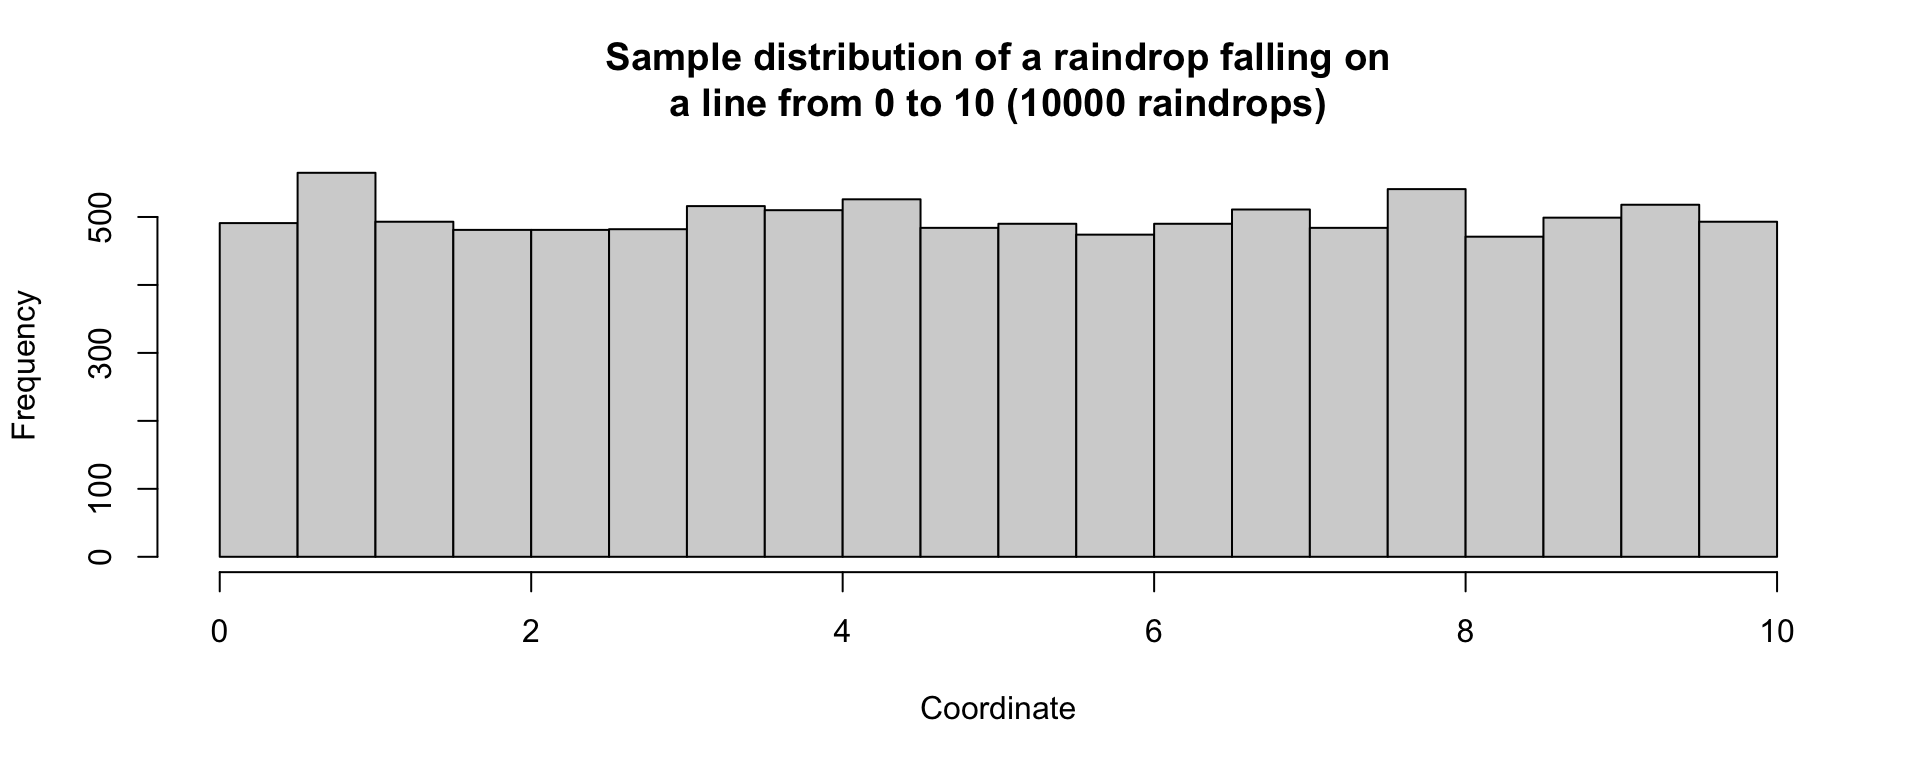 Sample distribution of a raindrop falling on
a line from 0 to 10 (10000 raindrops)
Frequency
500
300
100
0
0 2 4 6 8 10
Coordinate